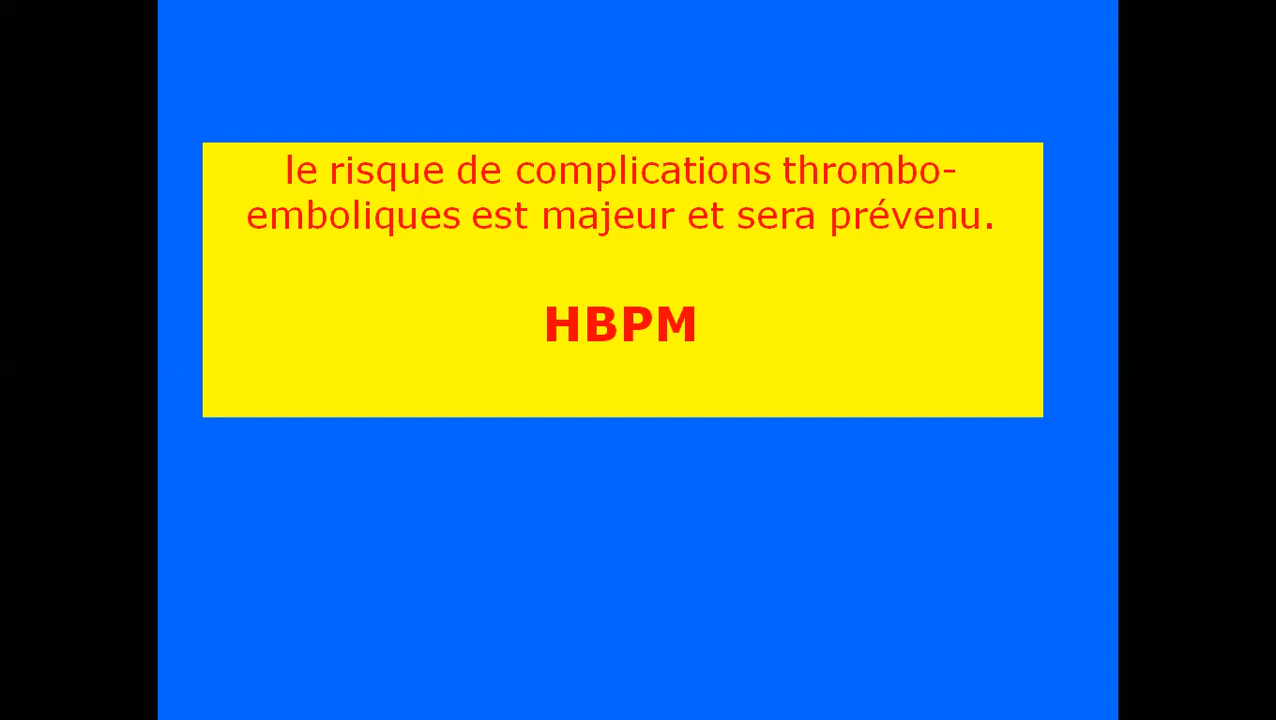 le risque de complications thrombo-
emboliques est majeur et sera prévenu.
HBPM